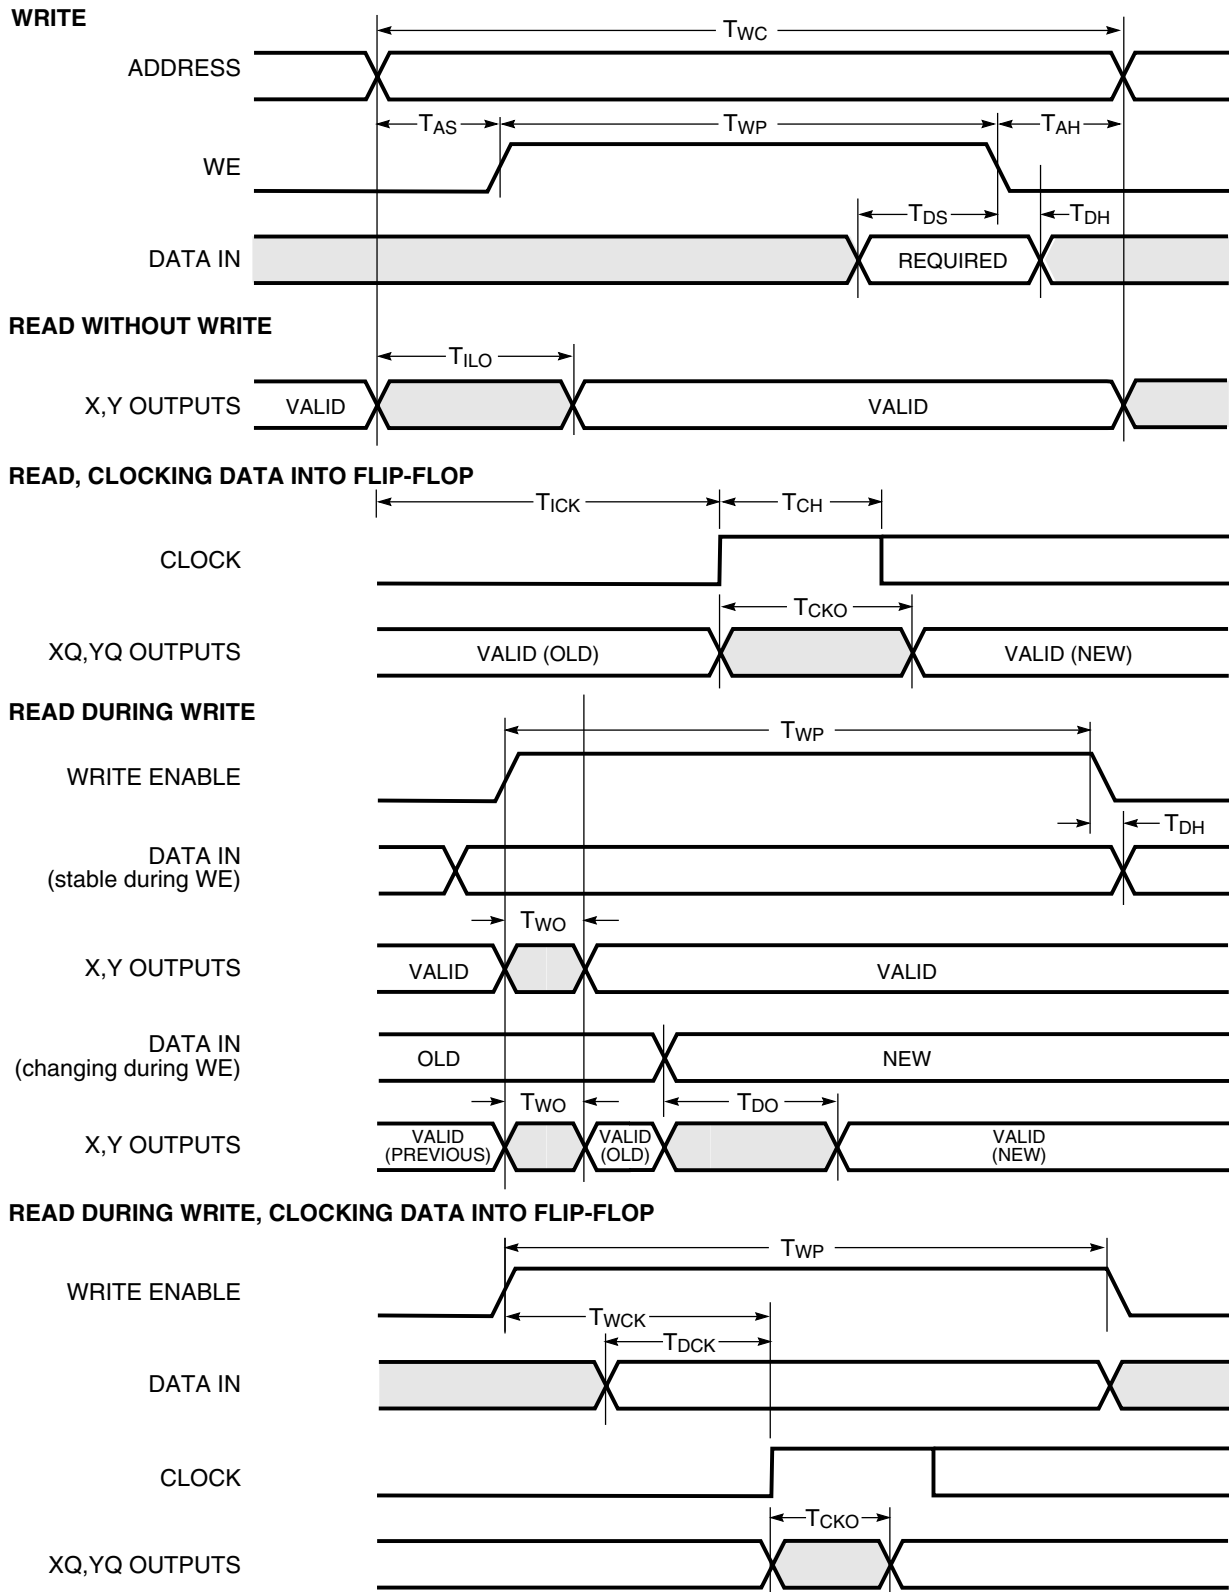 WRITE
TWC
ADDRESS
TAS
TWP
TAH
WE
TDS
TDH
DATA IN
REQUIRED
READ WITHOUT WRITE
TILO
X,Y OUTPUTS
VALID
VALID
READ, CLOCKING DATA INTO FLIP-FLOP
TICK
TCH
CLOCK
TCKO
XQ,YQ OUTPUTS
VALID (OLD)
VALID (NEW)
READ DURING WRITE
TWP
WRITE ENABLE
TDH
DATA IN
(stable during WE)
TWO
X,Y OUTPUTS
VALID
VALID
DATA IN
(changing during WE)
OLD
NEW
TWO
TDO
X,Y OUTPUTS
VALID
(PREVIOUS)
VALID
(OLD)
VALID
(NEW)
READ DURING WRITE, CLOCKING DATA INTO FLIP-FLOP
TWP
WRITE ENABLE
TWCK
TDCK
DATA IN
CLOCK
TCKO
XQ,YQ OUTPUTS